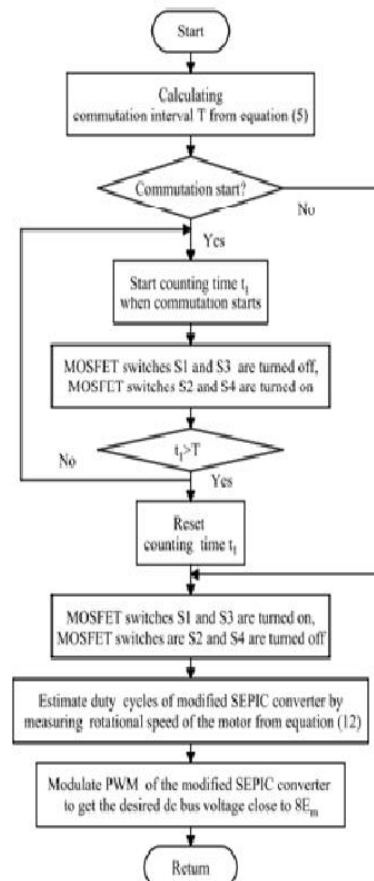 Start
Calculating
commutation interval T from equation (5)
Commutation start?
No
Yes
Start counting time t₁
when commutation starts
MOSFET switches S1 and S3 are turned off,
MOSFET switches S2 and S4 are turned on
t₁>T
No
Yes
Reset
counting time t₁
MOSFET switches S1 and S3 are turned on,
MOSFET switches are S2 and S4 are turned off
Estimate duty cycles of modified SEPIC converter by
measuring rotational speed of the motor from equation (12)
Modulate PWM of the modified SEPIC converter
to get the desired dc bus voltage close to 8Eₘ
Return